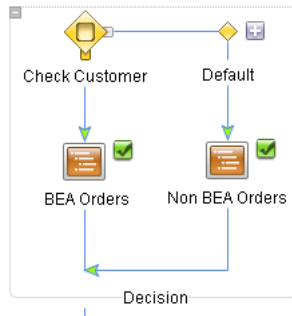 Check Customer
Default
BEA Orders
Non BEA Orders
Decision